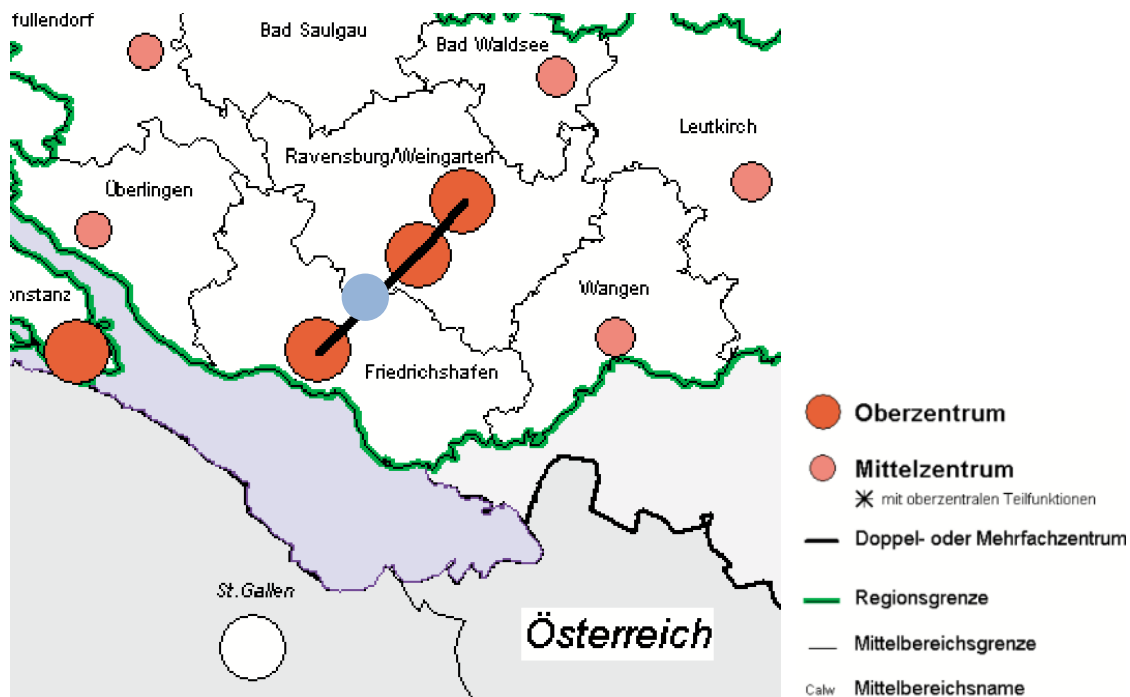 fullendorf
Bad Saulgau
Bad Waldsee
Leutkirch
Ravensburg/Weingarten
Überlingen
onstanz
Wangen
Friedrichshafen
St.Gallen
Österreich
Oberzentrum
Mittelzentrum
mit oberzentralen Teilfunktionen
Doppel- oder Mehrfachzentrum
Regionsgrenze
Mittelbereichsgrenze
Calw Mittelbereichsname